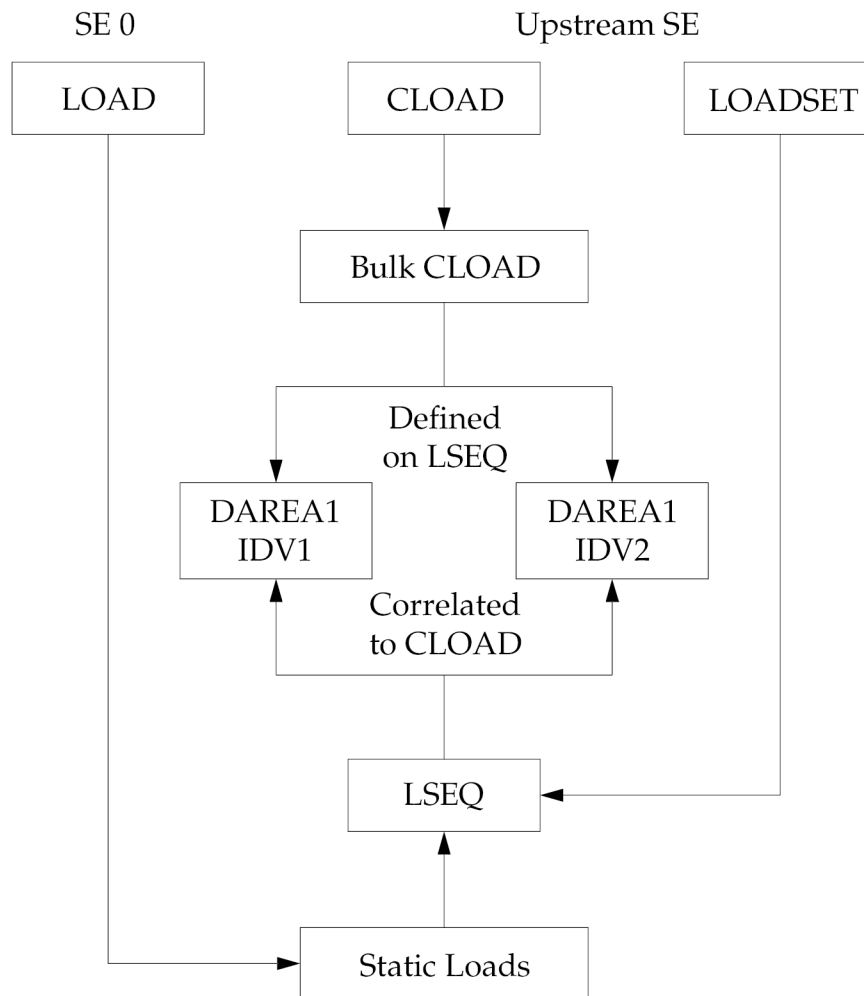 SE 0
Upstream SE
LOAD
CLOAD
LOADSET
Bulk CLOAD
Defined
on LSEQ
DAREA1
IDV1
DAREA1
IDV2
Correlated
to CLOAD
LSEQ
Static Loads